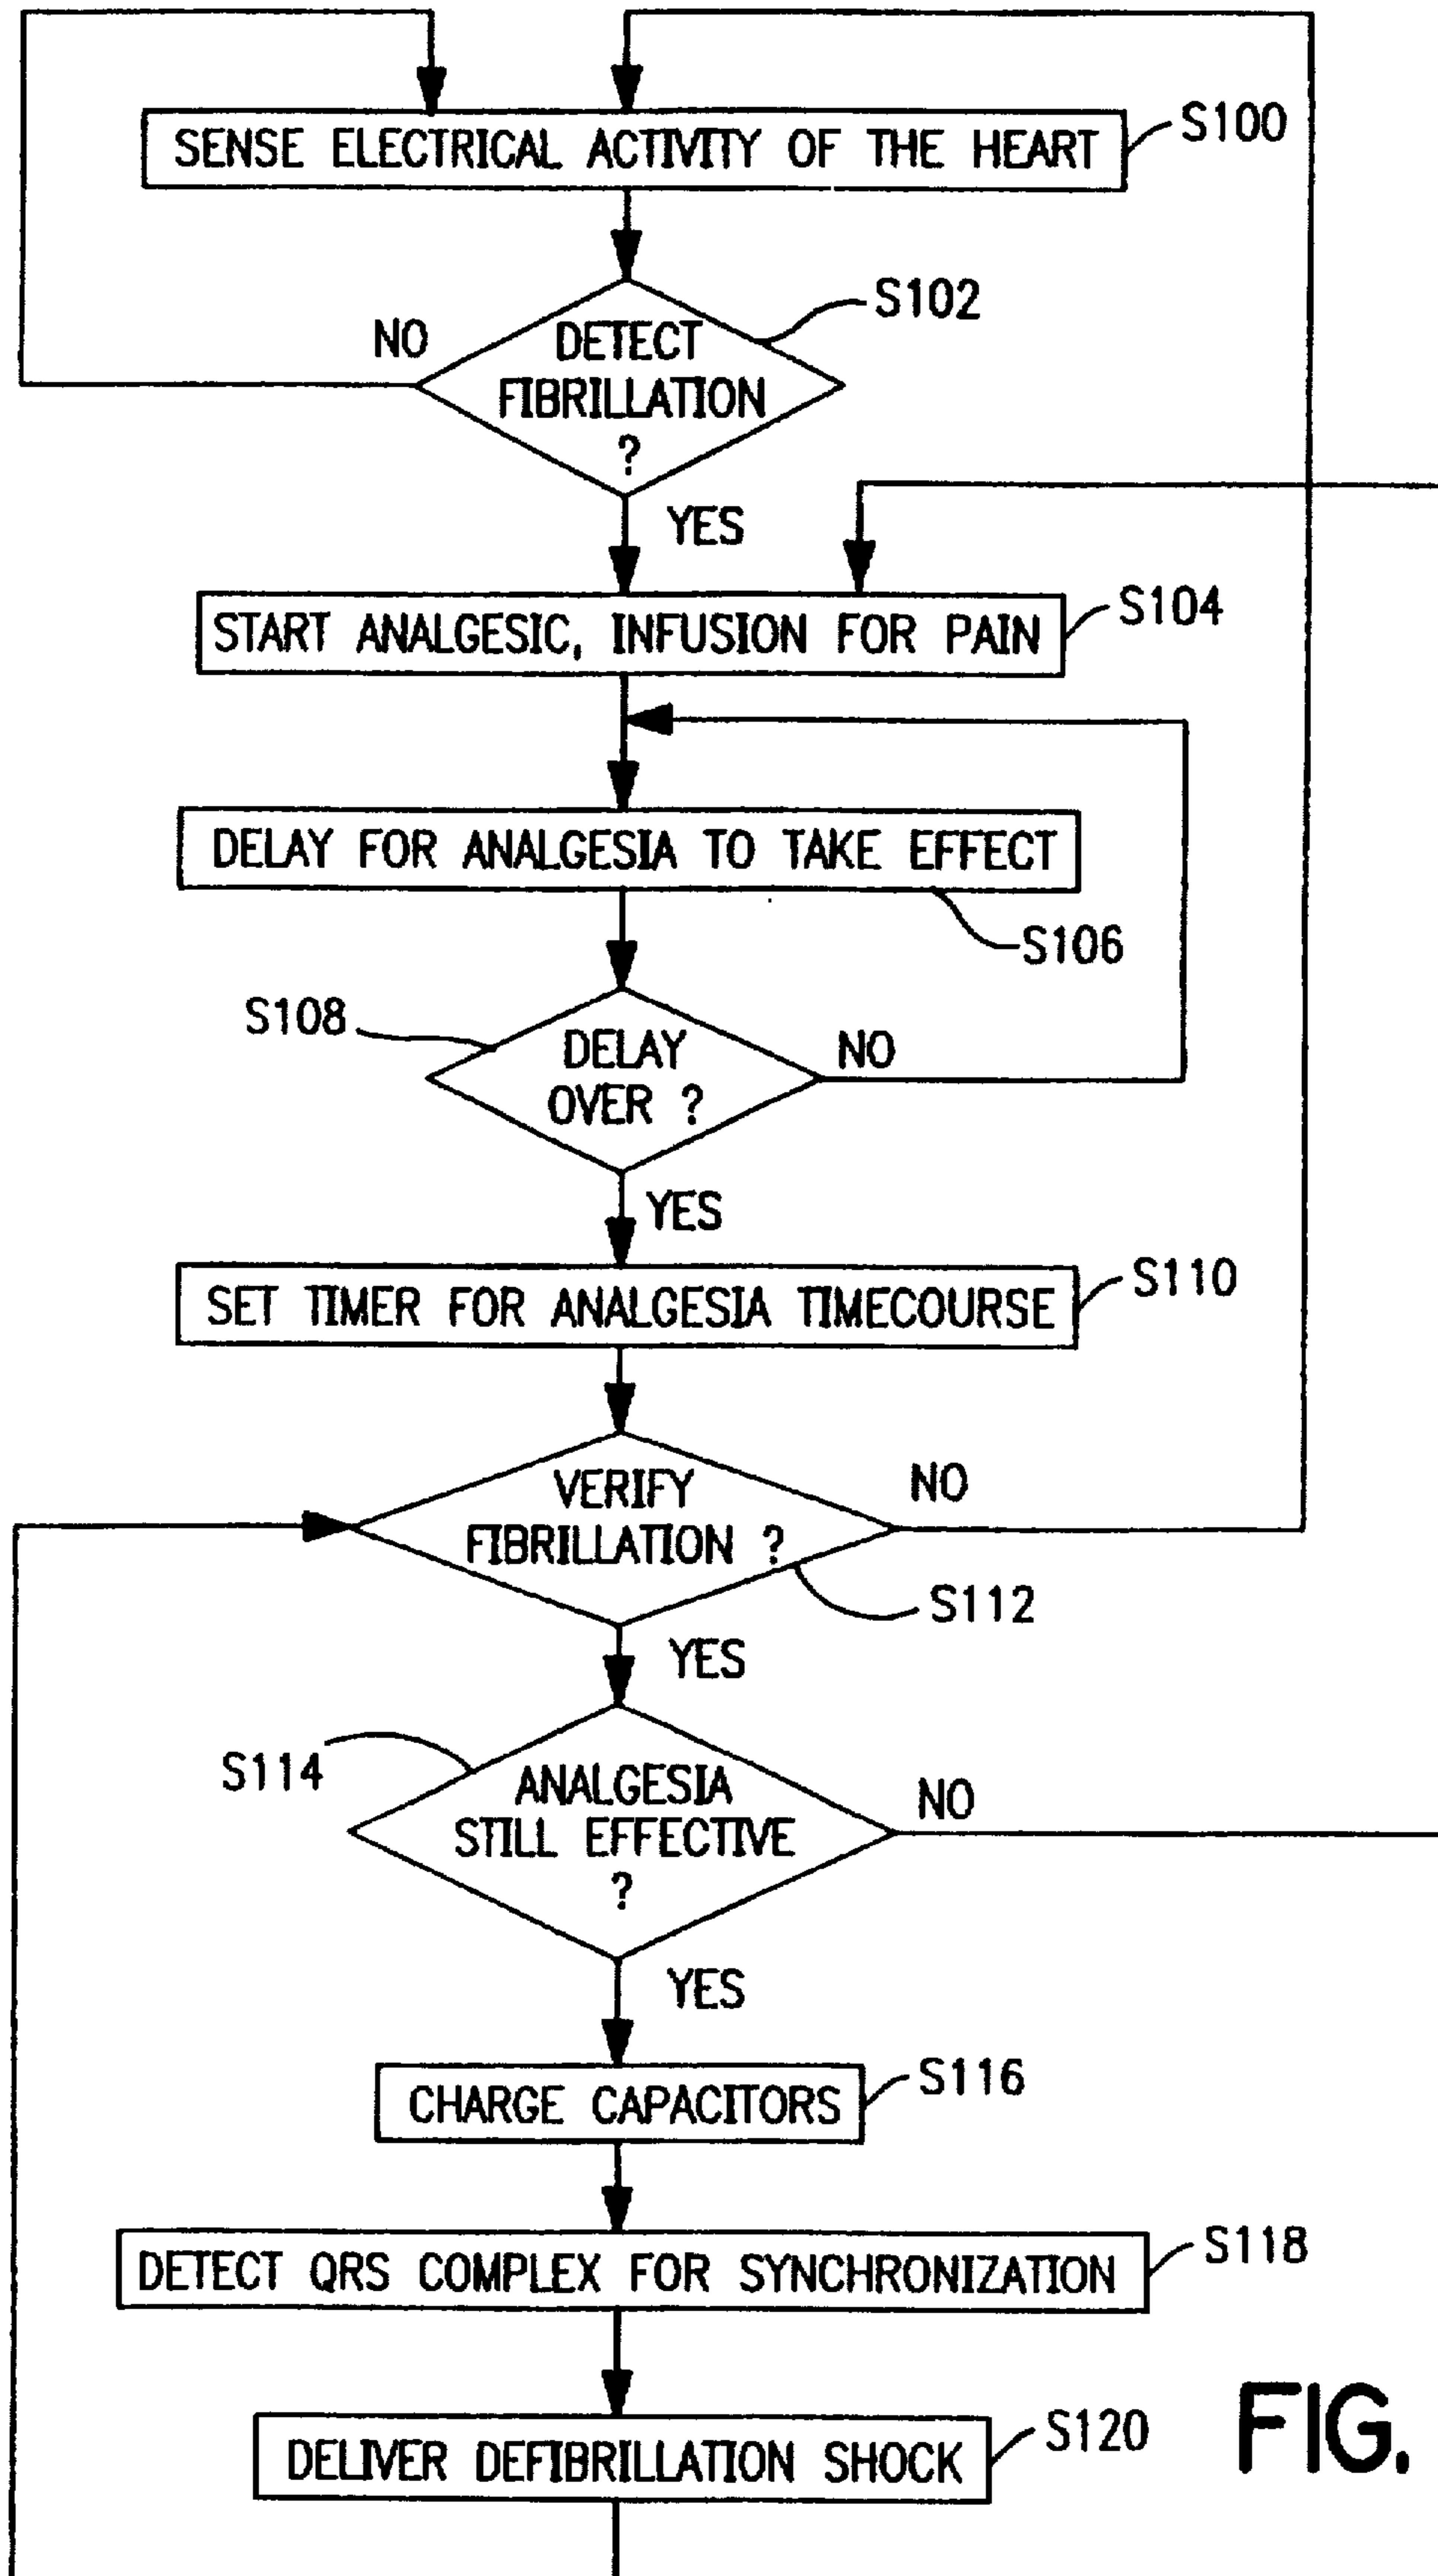 SENSE ELECTRICAL ACTIVITY OF THE HEART
S100
DETECT
FIBRILLATION
?
S102
NO
YES
START ANALGESIC, INFUSION FOR PAIN
S104
DELAY FOR ANALGESIA TO TAKE EFFECT
S106
S108
DELAY
OVER ?
NO
YES
SET TIMER FOR ANALGESIA TIMECOURSE
S110
VERIFY
FIBRILLATION ?
NO
S112
YES
S114
ANALGESIA
STILL EFFECTIVE
?
NO
YES
CHARGE CAPACITORS
S116
DETECT QRS COMPLEX FOR SYNCHRONIZATION
S118
DELIVER DEFIBRILLATION SHOCK
S120
FIG.